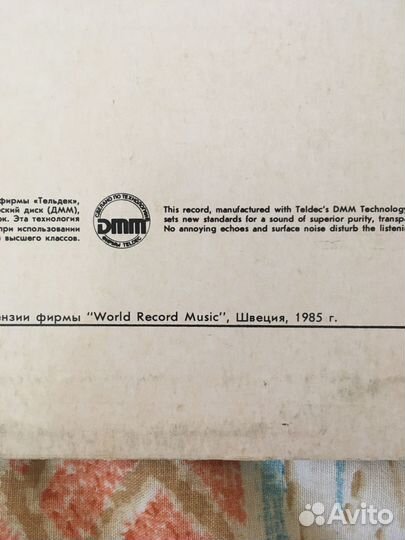 фирмы «Тельдек»,
ский диск (ДММ),
ок. Эта технология
при использовании
высшего классов.
СДЕЛАНО ПО ТЕХНОЛОГИИ
DMM
ФИРМЫ TELDEC
This record, manufactured with Teldec's DMM Technology
sets new standards for a sound of superior purity, transp
No annoying echoes and surface noise disturb the listenin
ензии фирмы "World Record Music", Швеция, 1985 г.
Avito